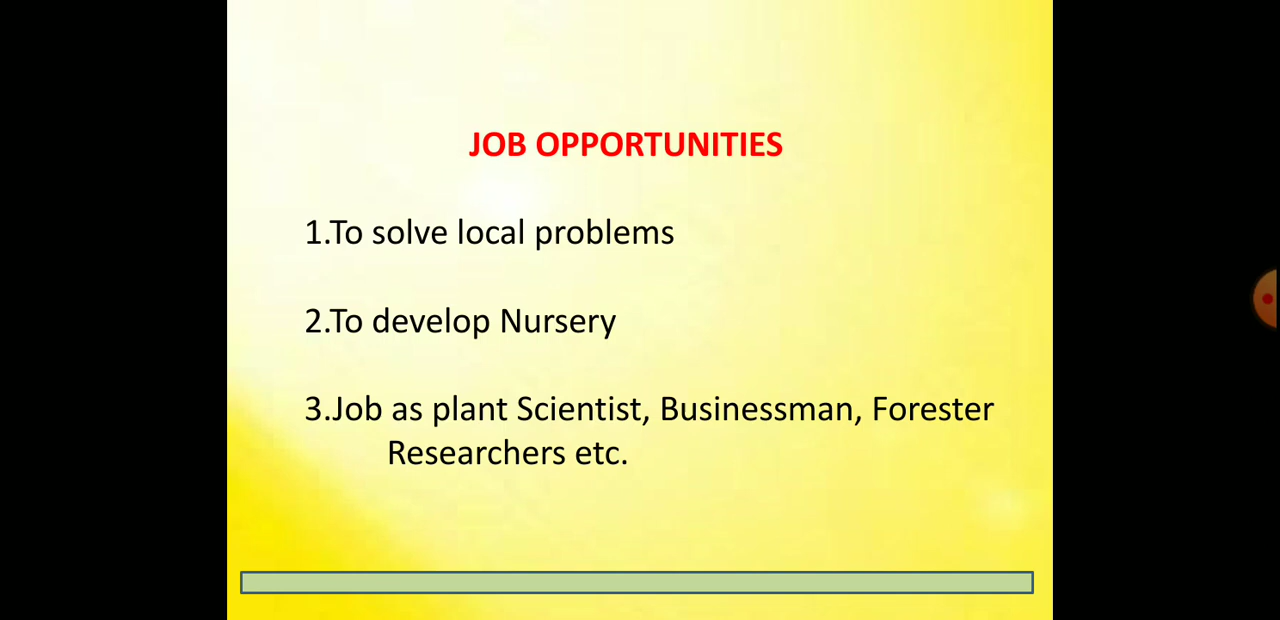 JOB OPPORTUNITIES
1.To solve local problems
2.To develop Nursery
3.Job as plant Scientist, Businessman, Forester
Researchers etc.